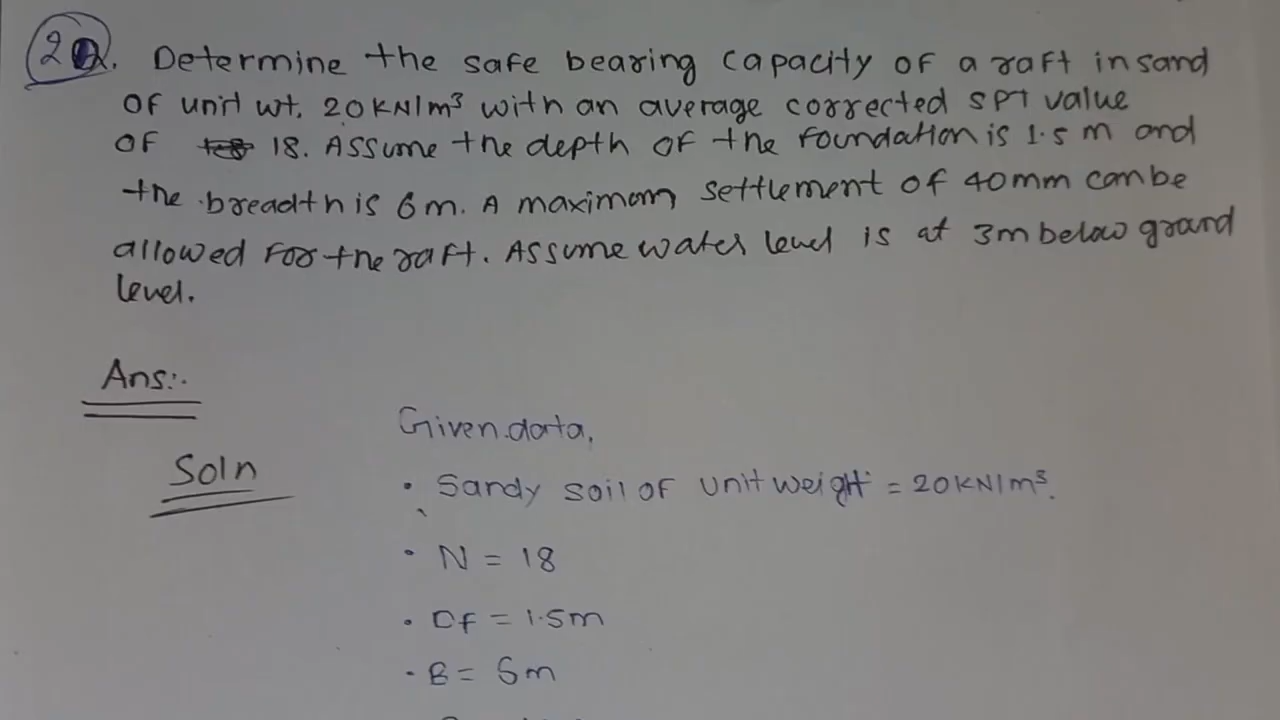 2Q. Determine the safe bearing capacity of a raft in sand
of unit wt. 20KN/m³ with an average corrected SPT value
of 18. Assume the depth of the foundation is 1.5 m and
the breadth is 6m. A maximum settlement of 40mm can be
allowed for the raft. Assume water level is at 3m below grand
level.
Ans:-
Given data,
Soln
• Sandy soil of unit weight = 20KN/m³.
• N = 18
• Df = 1.5m
• B = 6m